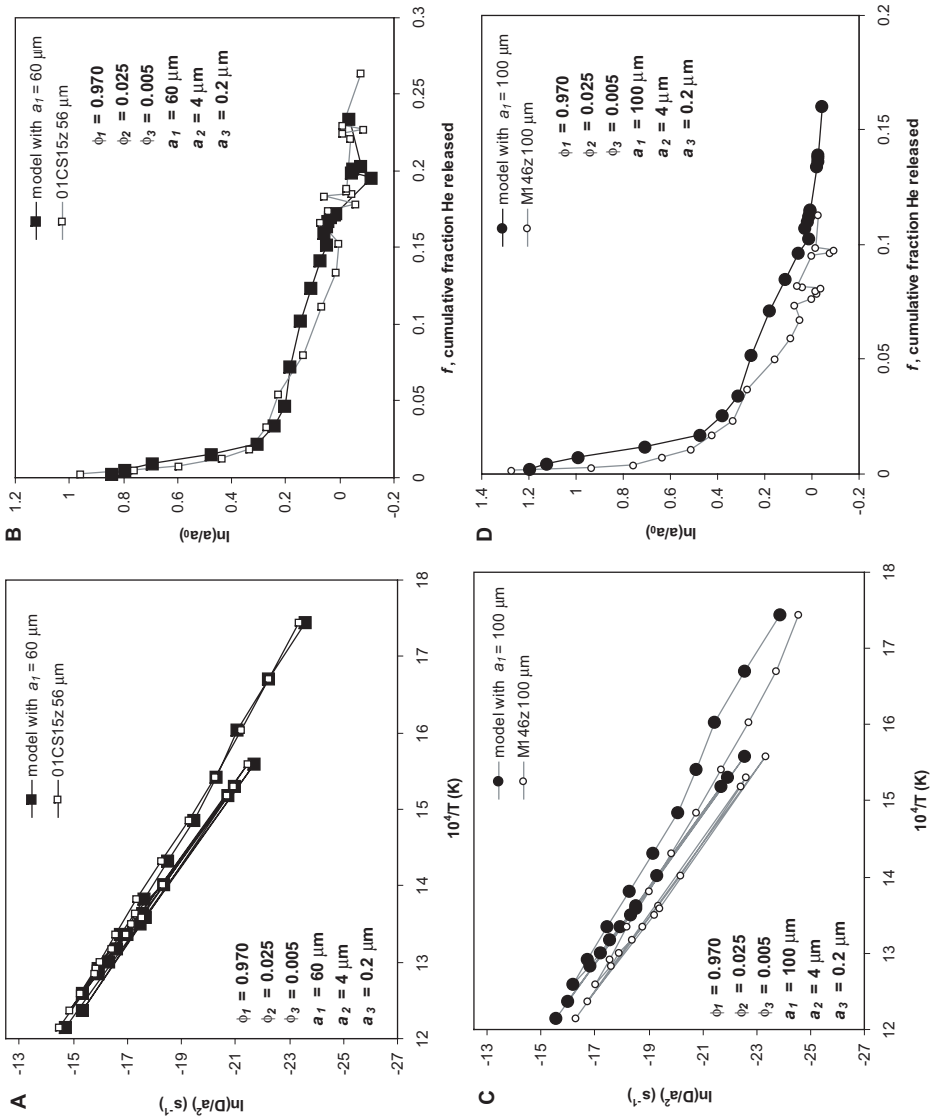 A
model with a₁ = 60 μm
01CS15z 56 μm
ϕ₁ = 0.970
ϕ₂ = 0.025
ϕ₃ = 0.005
a₁ = 60 μm
a₂ = 4 μm
a₃ = 0.2 μm
ln(D/a²) (s⁻¹)
-13
-15
-17
-19
-21
-23
-25
-27
12
13
14
15
16
17
18
10⁴/T (K)
B
model with a₁ = 60 μm
01CS15z 56 μm
ϕ₁ = 0.970
ϕ₂ = 0.025
ϕ₃ = 0.005
a₁ = 60 μm
a₂ = 4 μm
a₃ = 0.2 μm
ln(a/a₀)
1.2
1
0.8
0.6
0.4
0.2
0
-0.2
0
0.05
0.1
0.15
0.2
0.25
0.3
f, cumulative fraction He released
C
model with a₁ = 100 μm
M146z 100 μm
ϕ₁ = 0.970
ϕ₂ = 0.025
ϕ₃ = 0.005
a₁ = 100 μm
a₂ = 4 μm
a₃ = 0.2 μm
ln(D/a²) (s⁻¹)
-13
-15
-17
-19
-21
-23
-25
-27
12
13
14
15
16
17
18
10⁴/T (K)
D
model with a₁ = 100 μm
M146z 100 μm
ϕ₁ = 0.970
ϕ₂ = 0.025
ϕ₃ = 0.005
a₁ = 100 μm
a₂ = 4 μm
a₃ = 0.2 μm
ln(a/a₀)
1.4
1.2
1
0.8
0.6
0.4
0.2
0
-0.2
0
0.05
0.1
0.15
0.2
f, cumulative fraction He released